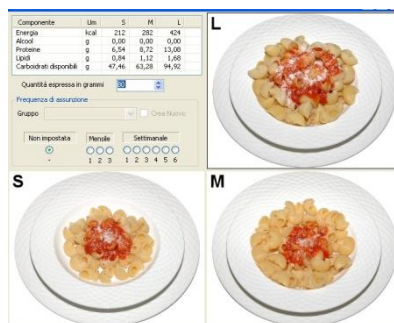 Componente Um S M L
Energia kcal 212 282 424
Alcool g 0,00 0,00 0,00
Proteine g 6,54 8,72 13,08
Lipidi g 0,84 1,12 1,68
Carboidrati disponibili g 47,46 63,28 94,92
Quantità espressa in grammi 80
Frequenza di assunzione
Gruppo Crea Nuovo
Non impostata Mensile Settimanale
- 1 2 3 1 2 3 4 5 6
L
S
M